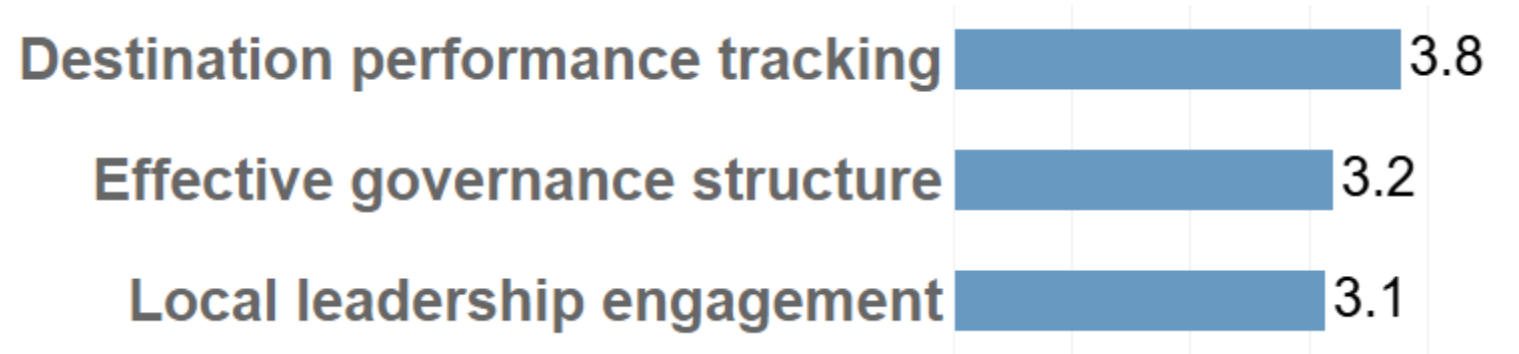 Destination performance tracking 3.8
Effective governance structure 3.2
Local leadership engagement 3.1